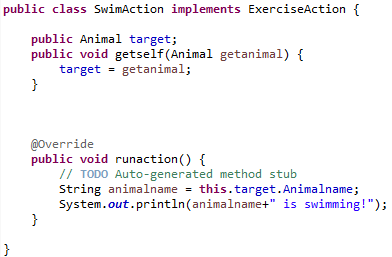 public class SwimAction implements ExerciseAction {
public Animal target;
public void getself(Animal getanimal) {
target = getanimal;
}
@Override
public void runaction() {
// TODO Auto-generated method stub
String animalname = this.target.Animalname;
System.out.println(animalname+" is swimming!");
}
}